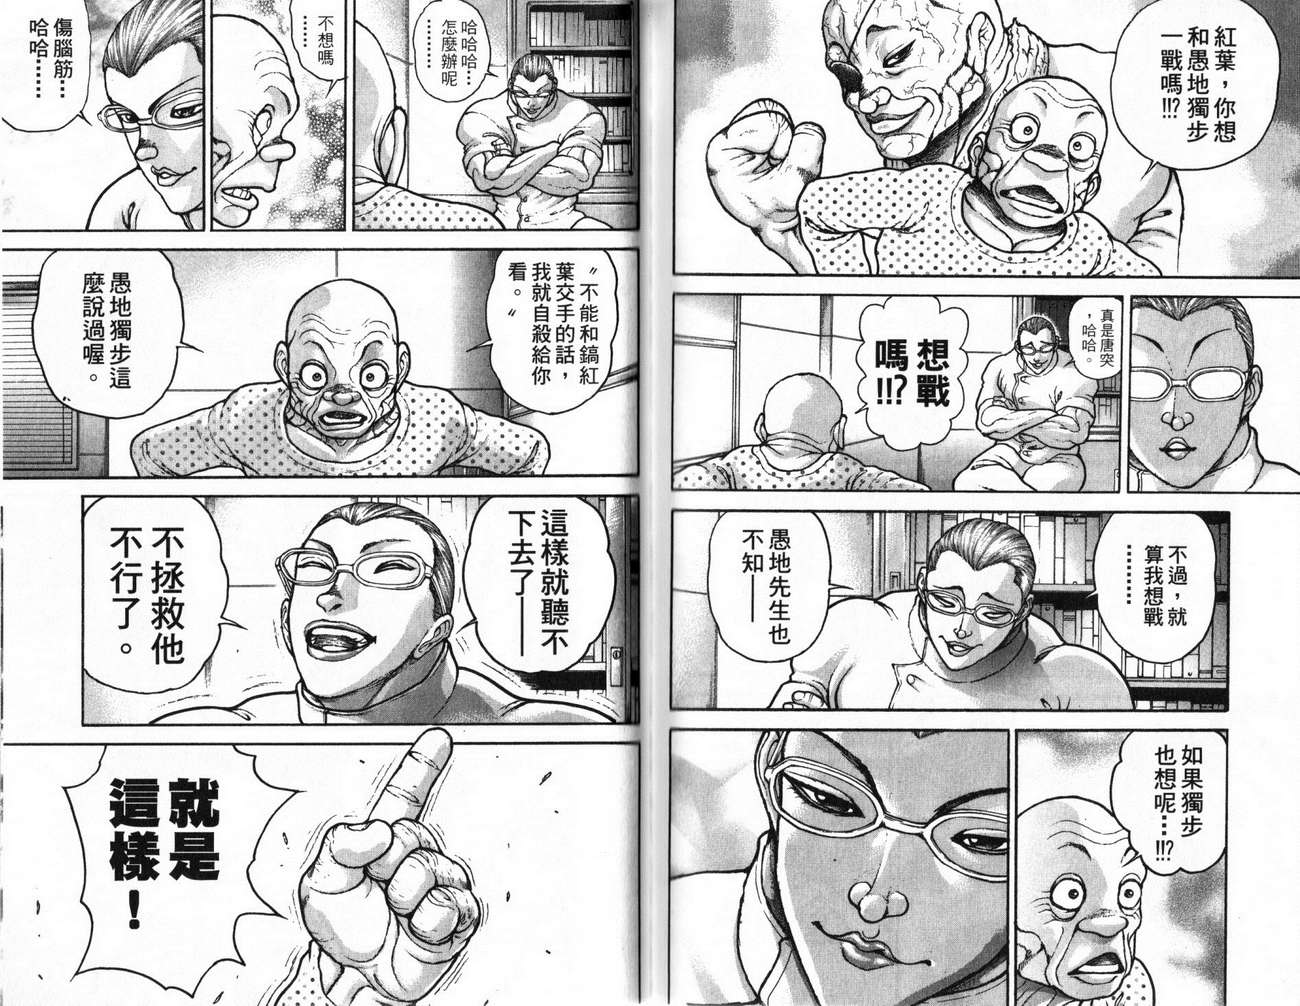 紅葉，你想
和愚地獨步
一戰嗎!!?
真是唐突
，哈哈。
想戰
嗎!!?
不過，就
算我想戰
………
愚地先生也
不知——
如果獨步
也想呢…!!?
哈哈哈…
怎麼辦呢
………
不想嗎
……
傷腦筋…
哈哈……
〝不能和鎬紅
葉交手的話，
我就自殺給你
看。〞
愚地獨步這
麼說過喔。
這樣就聽不
下去了——
不拯救他
不行了。
就是
這樣！